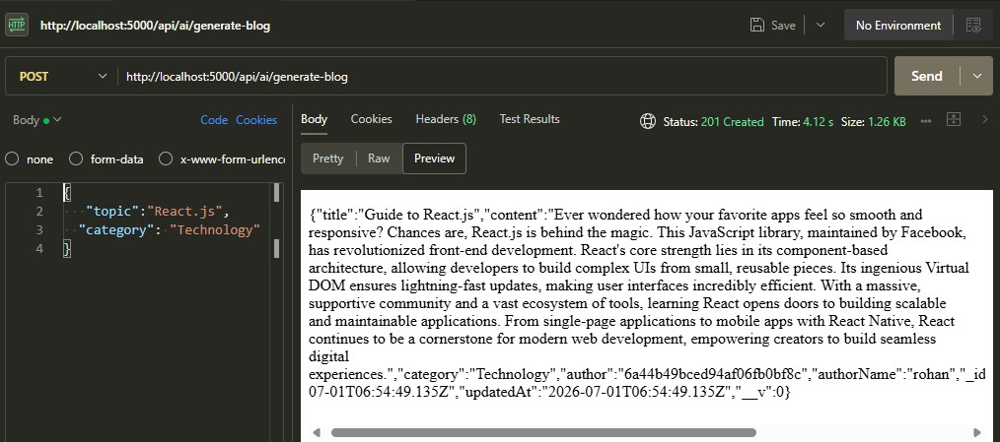 HTTP
http://localhost:5000/api/ai/generate-blog
Save
No Environment
POST
http://localhost:5000/api/ai/generate-blog
Send
Body
Code
Cookies
none
form-data
x-www-form-urlenc
1 {
2 "topic":"React.js",
3 "category": "Technology"
4 }
Body
Cookies
Headers (8)
Test Results
Status: 201 Created Time: 4.12 s Size: 1.26 KB
Pretty
Raw
Preview
{"title":"Guide to React.js","content":"Ever wondered how your favorite apps feel so smooth and
responsive? Chances are, React.js is behind the magic. This JavaScript library, maintained by Facebook,
has revolutionized front-end development. React's core strength lies in its component-based
architecture, allowing developers to build complex UIs from small, reusable pieces. Its ingenious Virtual
DOM ensures lightning-fast updates, making user interfaces incredibly efficient. With a massive,
supportive community and a vast ecosystem of tools, learning React opens doors to building scalable
and maintainable applications. From single-page applications to mobile apps with React Native, React
continues to be a cornerstone for modern web development, empowering creators to build seamless
digital
experiences.","category":"Technology","author":"6a44b49bced94af06fb0bf8c","authorName":"rohan","_id
07-01T06:54:49.135Z","updatedAt":"2026-07-01T06:54:49.135Z","__v":0}